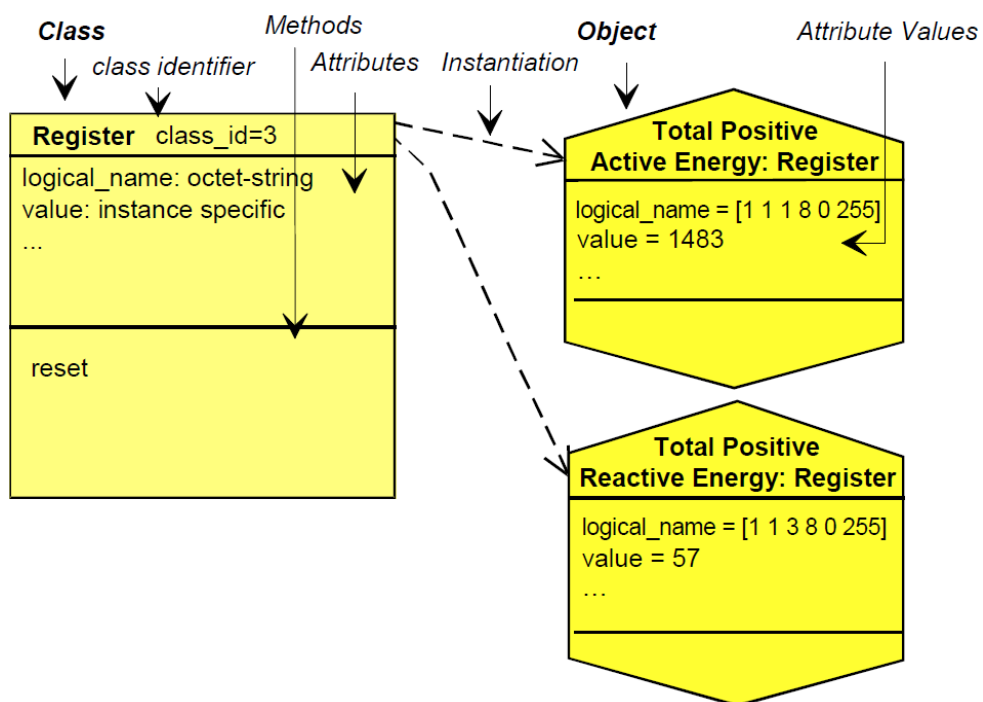 Class
Methods
Object
Attribute Values
class identifier
Attributes
Instantiation
Register class_id=3
logical_name: octet-string
value: instance specific
...
reset
Total Positive
Active Energy: Register
logical_name = [1 1 1 8 0 255]
value = 1483
...
Total Positive
Reactive Energy: Register
logical_name = [1 1 3 8 0 255]
value = 57
...